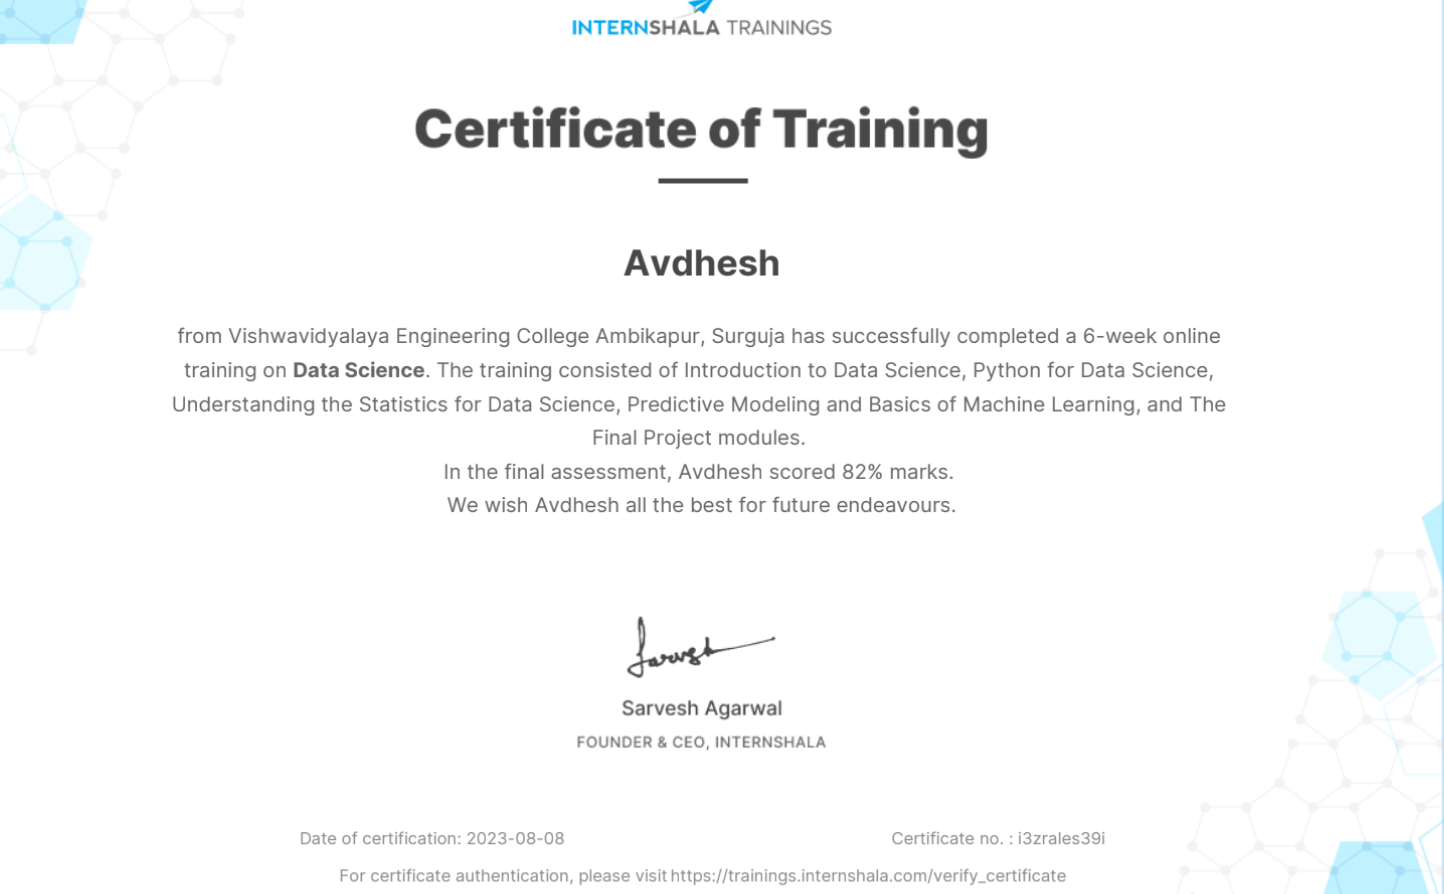 INTERNSHALA TRAININGS
Certificate of Training
Avdhesh
from Vishwavidyalaya Engineering College Ambikapur, Surguja has successfully completed a 6-week online
training on Data Science. The training consisted of Introduction to Data Science, Python for Data Science,
Understanding the Statistics for Data Science, Predictive Modeling and Basics of Machine Learning, and The
Final Project modules.
In the final assessment, Avdhesh scored 82% marks.
We wish Avdhesh all the best for future endeavours.
Sarvesh
Sarvesh Agarwal
FOUNDER & CEO, INTERNSHALA
Date of certification: 2023-08-08
Certificate no. : i3zrales39i
For certificate authentication, please visit https://trainings.internshala.com/verify_certificate